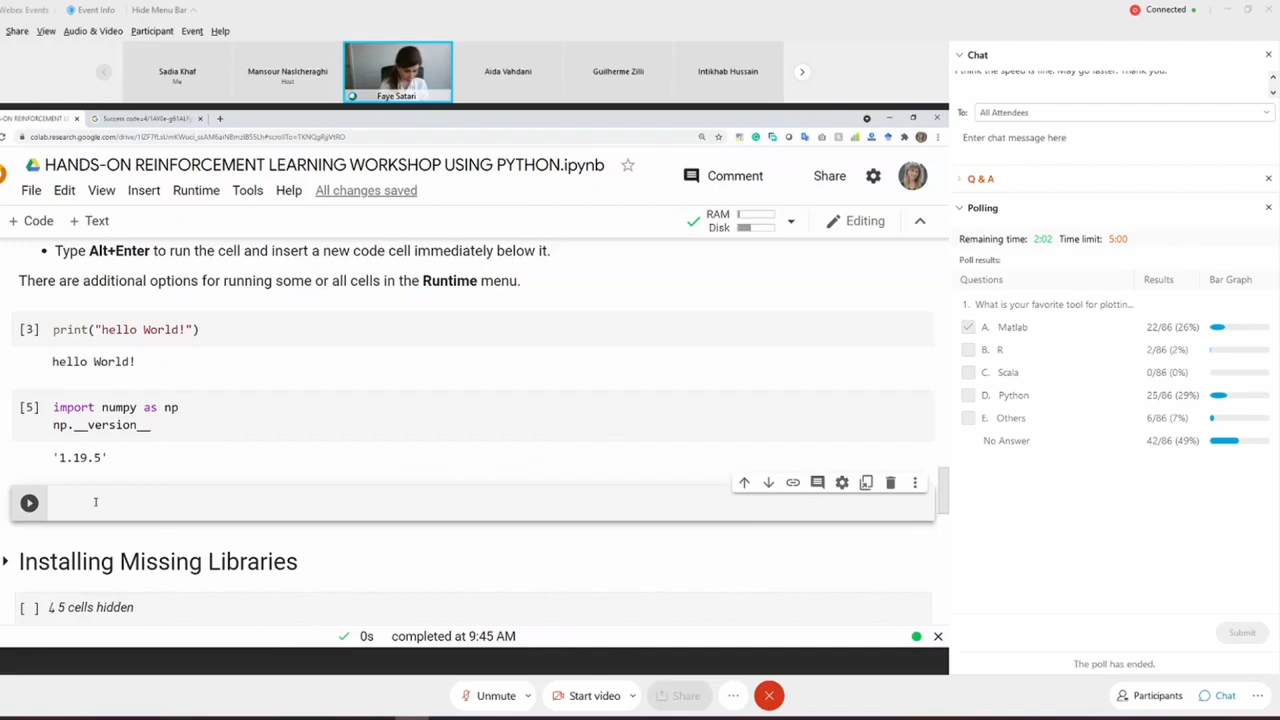 Webex Events Event Info Hide Menu Bar
Connected
Share View Audio & Video Participant Event Help
Sadia Khaf
Me
Mansour Naslcheraghi
Host
Faye Satari
Aida Vahdani
Guilherme Zilli
Intikhab Hussain
HANDS-ON REINFORCEMENT LEARNING WORKSHOP USING PYTHON.ipynb
File Edit View Insert Runtime Tools Help All changes saved
Comment Share
+ Code + Text
RAM
Disk
Editing
• Type Alt+Enter to run the cell and insert a new code cell immediately below it.
There are additional options for running some or all cells in the Runtime menu.
[3] print("hello World!")
hello World!
[5] import numpy as np
np.__version__
'1.19.5'
Installing Missing Libraries
[ ] 5 cells hidden
0s completed at 9:45 AM
Unmute
Start video
Share
Chat
I think the speed is fine. May go faster. Thank you.
To: All Attendees
Enter chat message here
Q & A
Polling
Remaining time: 2:02 Time limit: 5:00
Poll results:
Questions Results Bar Graph
1. What is your favorite tool for plottin...
A. Matlab 22/86 (26%)
B. R 2/86 (2%)
C. Scala 0/86 (0%)
D. Python 25/86 (29%)
E. Others 6/86 (7%)
No Answer 42/86 (49%)
Submit
The poll has ended.
Participants
Chat